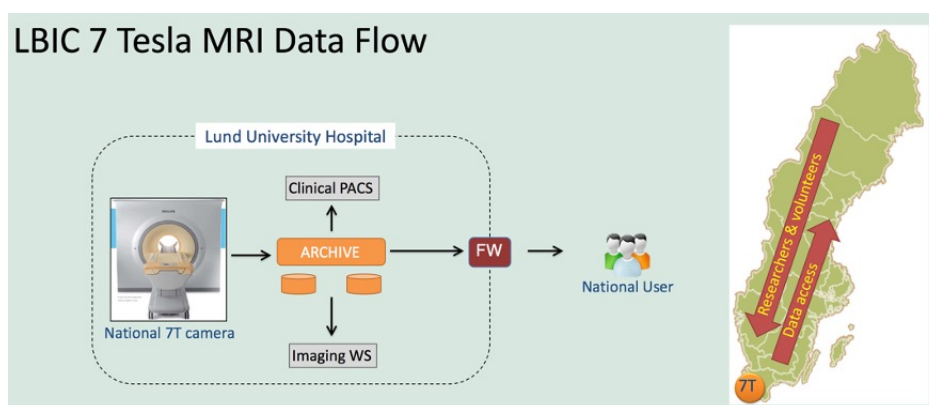 LBIC 7 Tesla MRI Data Flow
Lund University Hospital
Clinical PACS
ARCHIVE
FW
National User
National 7T camera
Imaging WS
Researchers & volunteers
Data access
7T